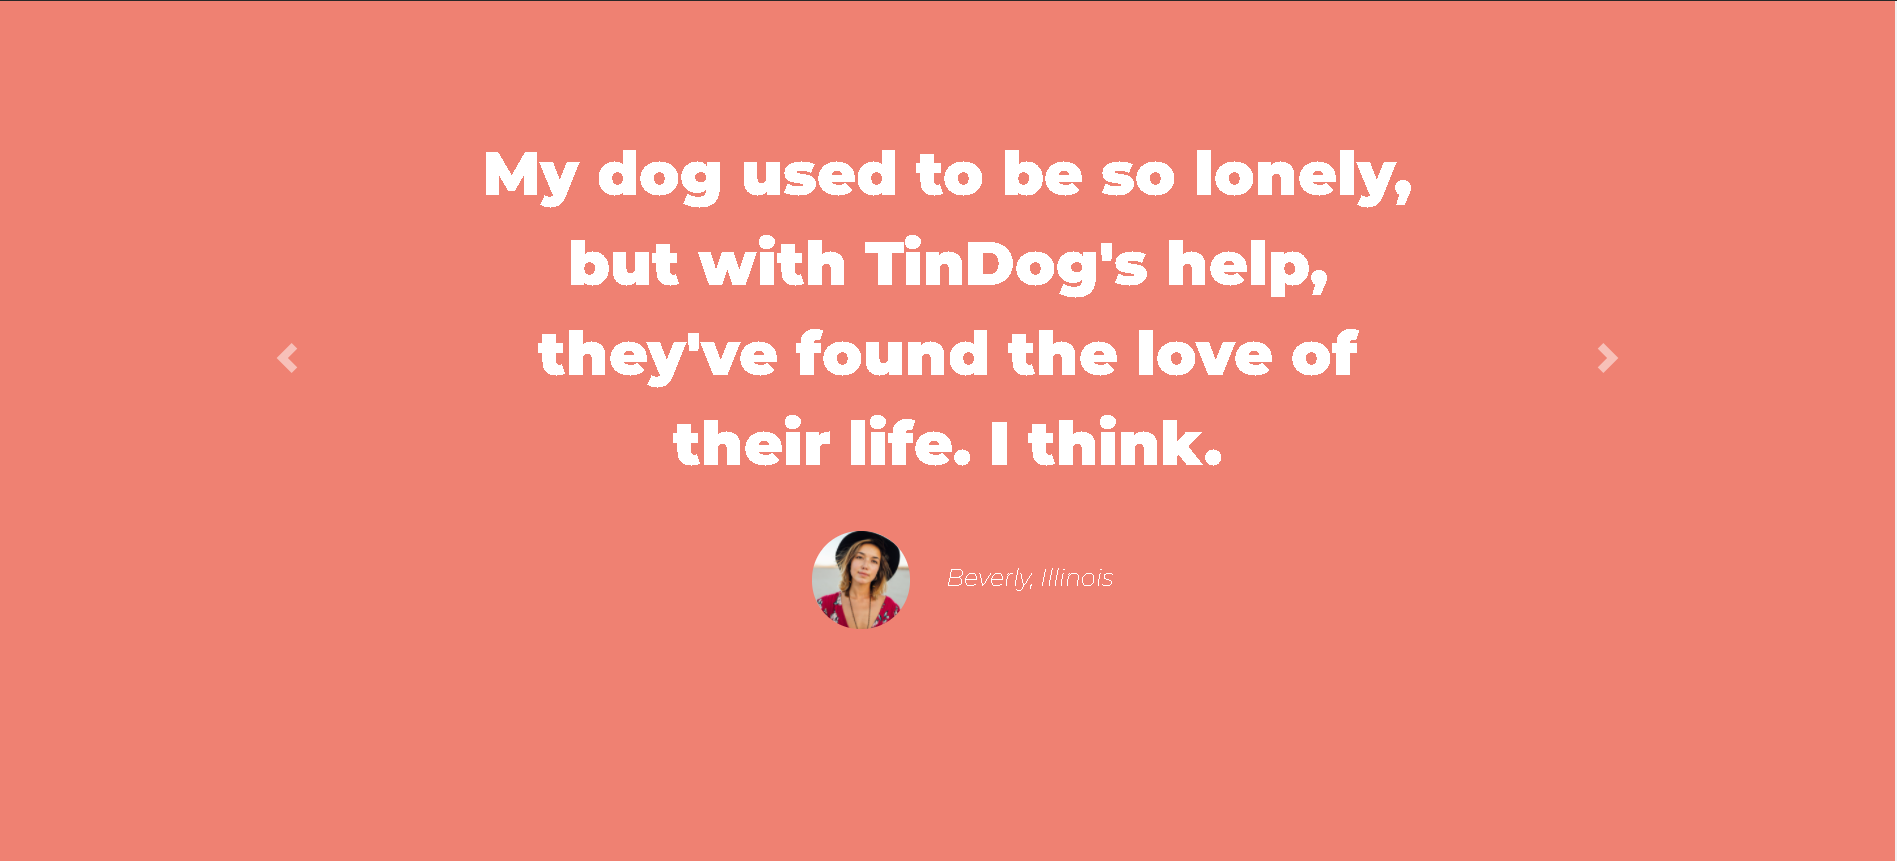 My dog used to be so lonely,
but with TinDog's help,
they've found the love of
their life. I think.
Beverly, Illinois